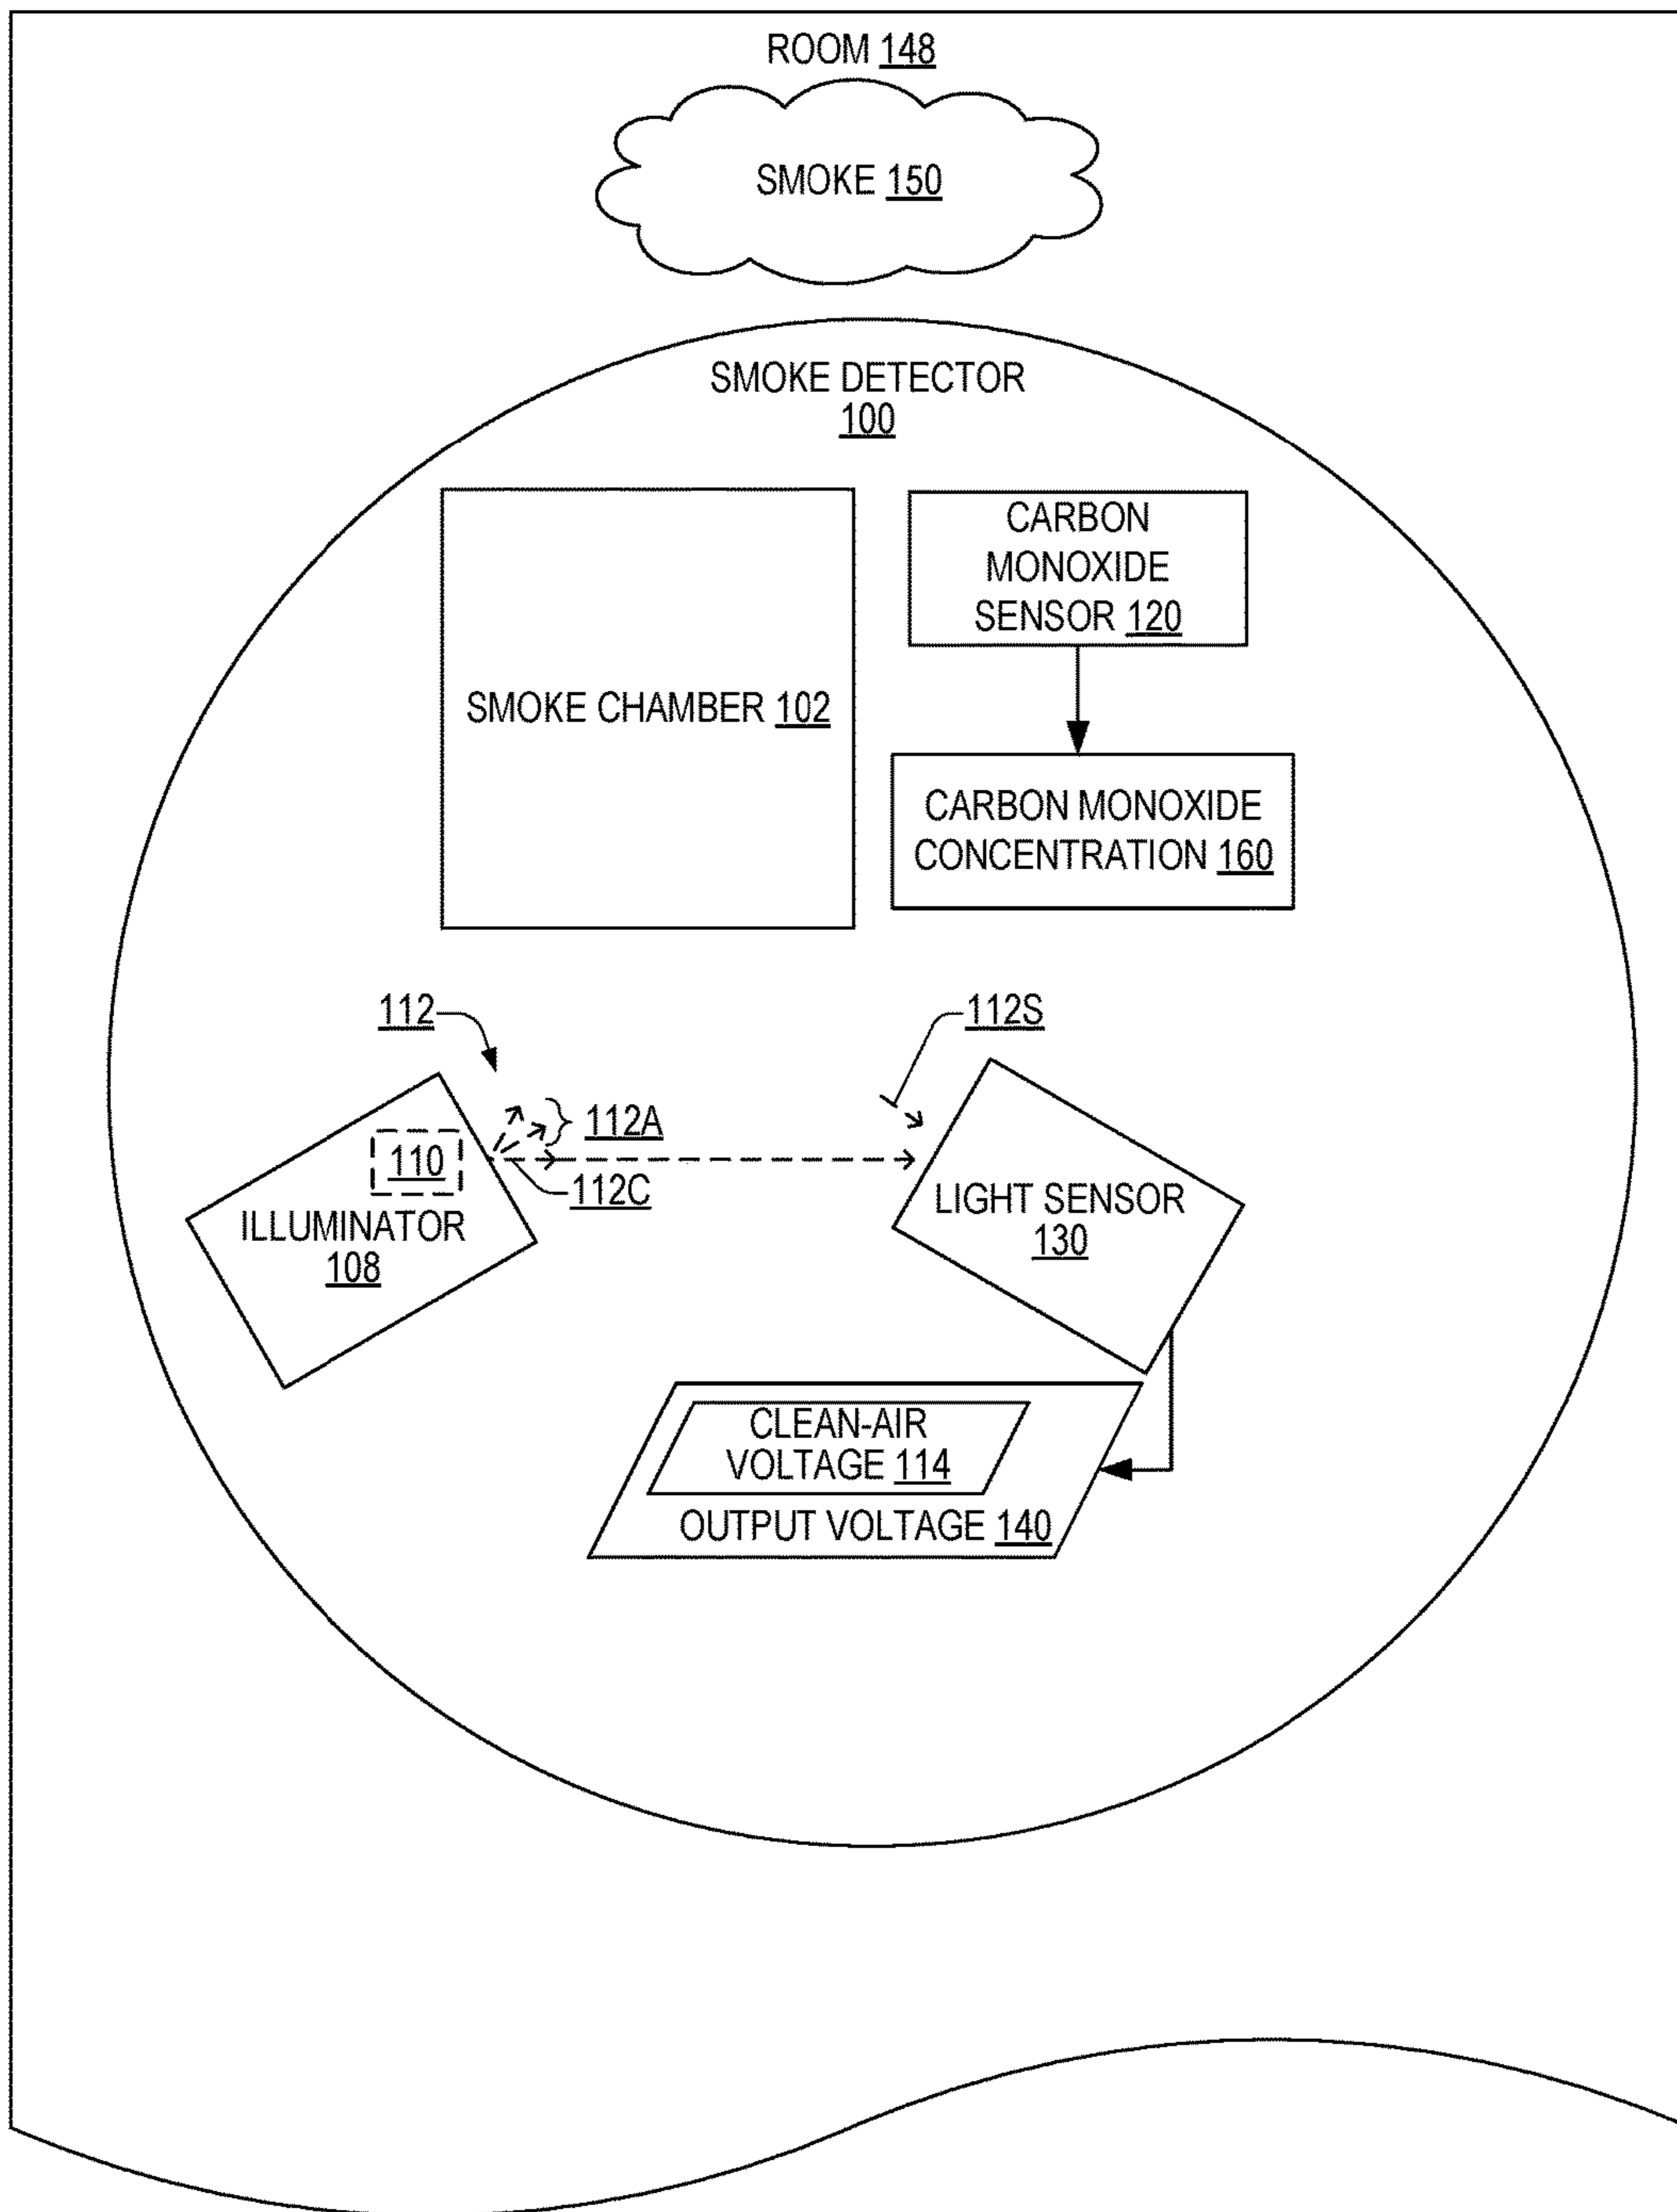 ROOM 148
SMOKE 150
SMOKE DETECTOR
100
SMOKE CHAMBER 102
CARBON
MONOXIDE
SENSOR 120
CARBON MONOXIDE
CONCENTRATION 160
112
112S
112A
110
112C
ILLUMINATOR
108
LIGHT SENSOR
130
CLEAN-AIR
VOLTAGE 114
OUTPUT VOLTAGE 140